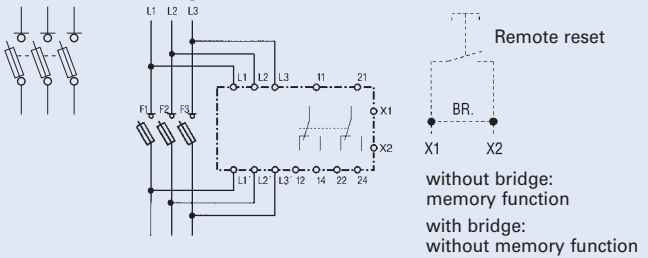 L1 L2 L3
Remote reset
L1 L2 L3 11 21
F1 F2 F3
X1
BR.
X2
X1 X2
L1' L2' L3' 12 14 22 24
without bridge:
memory function
with bridge:
without memory function